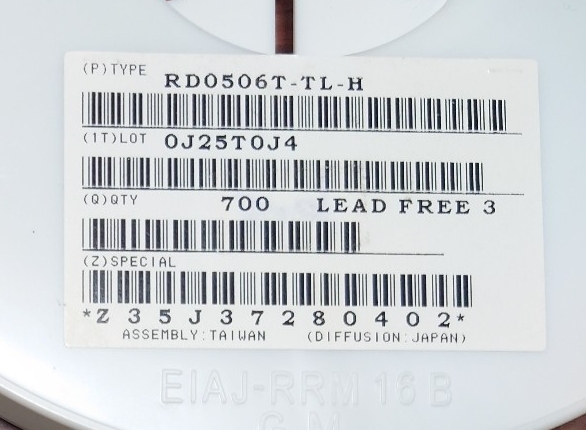 (P)TYPE RD0506T-TL-H
(1T)LOT 0J25T0J4
(Q)QTY 700 LEAD FREE 3
(Z)SPECIAL
*Z35J37280402*
ASSEMBLY:TAIWAN (DIFFUSION:JAPAN)
EIAJ-RRM 16 B